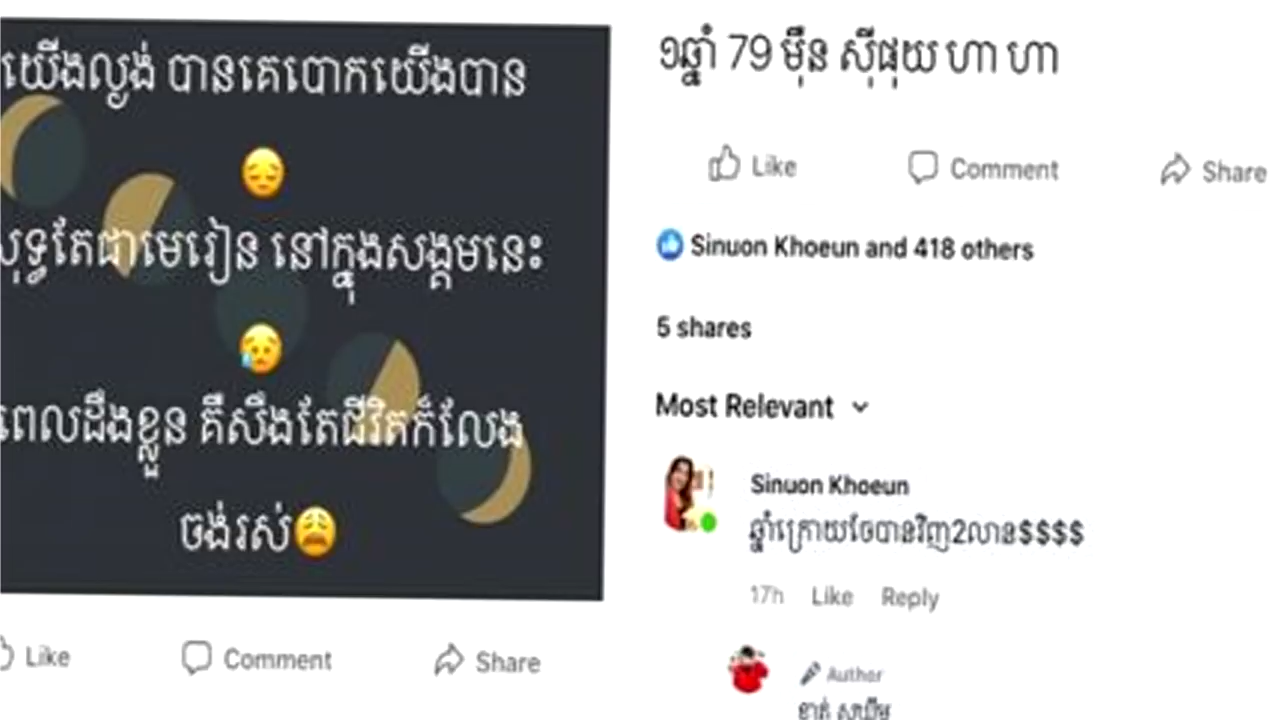 យើងល្ងង់ បានគេបោកយើងបាន
😔
សុទ្ធតែជាមេរៀន នៅក្នុងសង្គមនេះ
😥
ពេលដឹងខ្លួន គឺសឹងតែជីវិតក៏លែង
ចង់រស់😩
Like Comment Share
១ឆ្នាំ 79 ម៉ឺន ស៊ីផុយ ហា ហា
Like Comment Share
Sinuon Khoeun and 418 others
5 shares
Most Relevant
Sinuon Khoeun
ឆ្នាំក្រោយចែបានវិញ2លាន$$$$
17h Like Reply
Author